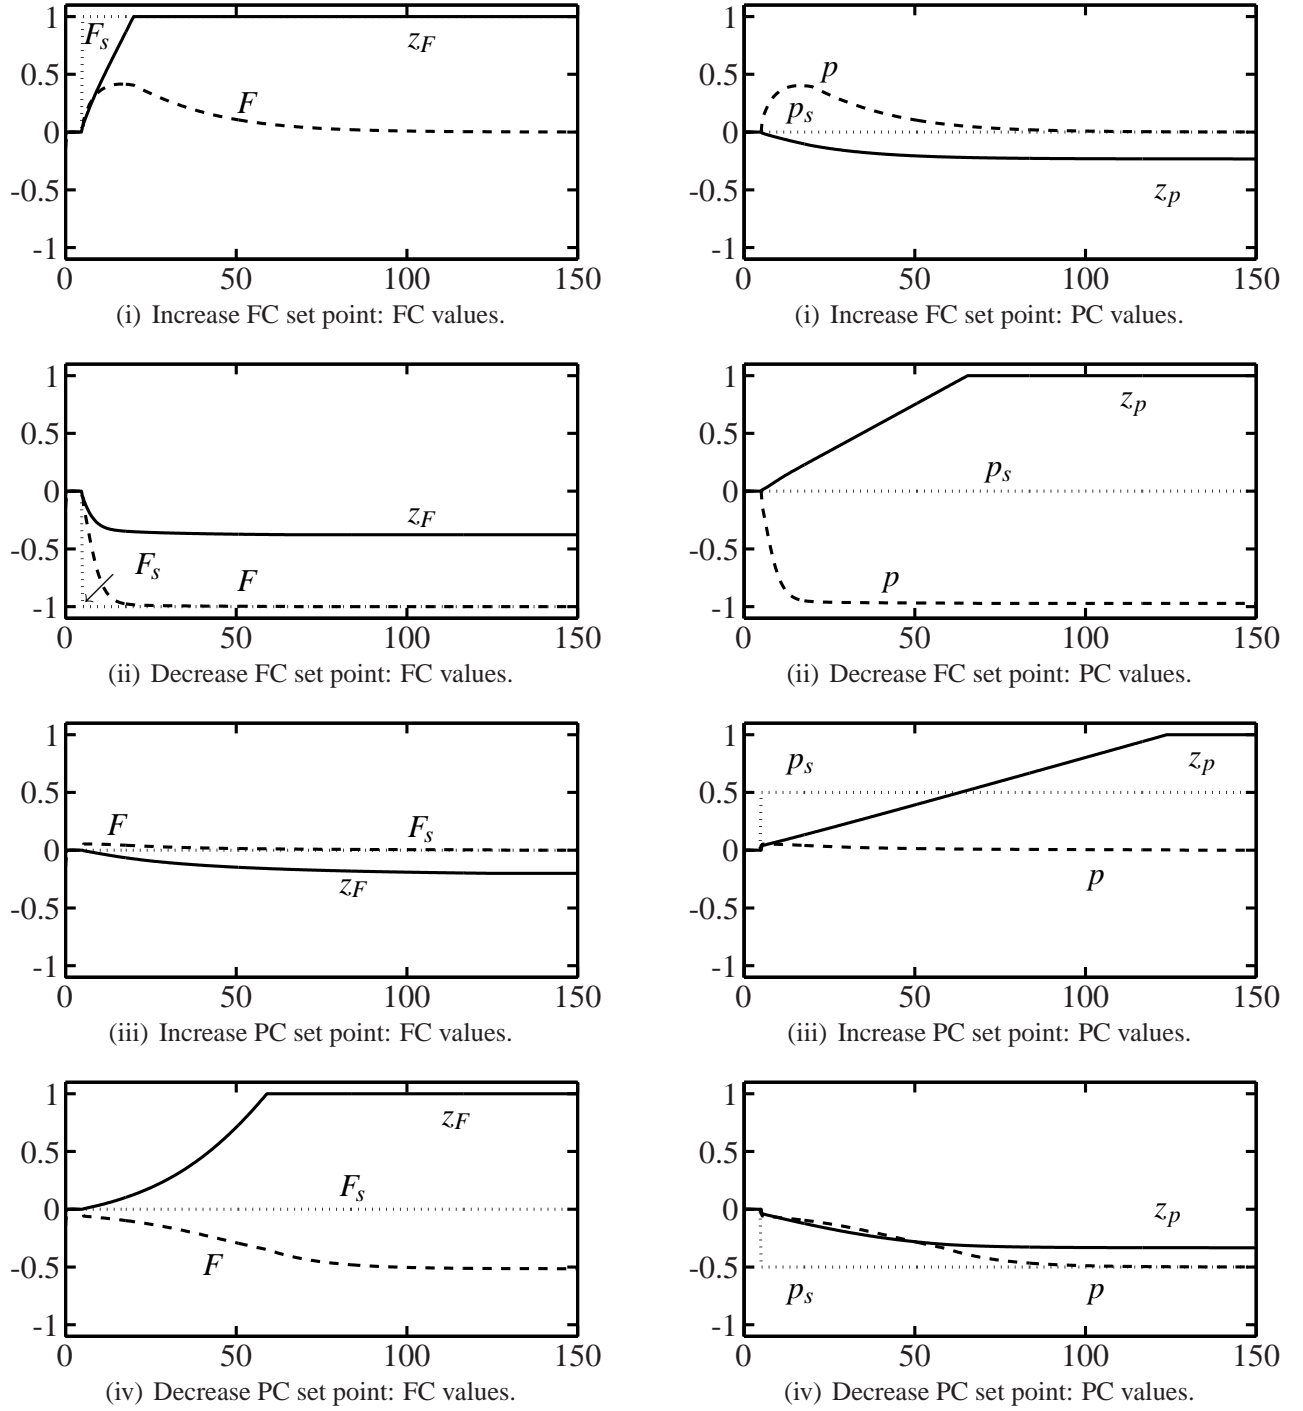 1
0.5
0
-0.5
-1
F_s
z_F
F
0 50 100 150
(i) Increase FC set point: FC values.
1
0.5
0
-0.5
-1
p
p_s
z_p
0 50 100 150
(i) Increase FC set point: PC values.
1
0.5
0
-0.5
-1
z_F
F_s
F
0 50 100 150
(ii) Decrease FC set point: FC values.
1
0.5
0
-0.5
-1
z_p
p_s
p
0 50 100 150
(ii) Decrease FC set point: PC values.
1
0.5
0
-0.5
-1
F
F_s
z_F
0 50 100 150
(iii) Increase PC set point: FC values.
1
0.5
0
-0.5
-1
p_s
z_p
p
0 50 100 150
(iii) Increase PC set point: PC values.
1
0.5
0
-0.5
-1
z_F
F_s
F
0 50 100 150
(iv) Decrease PC set point: FC values.
1
0.5
0
-0.5
-1
z_p
p_s
p
0 50 100 150
(iv) Decrease PC set point: PC values.